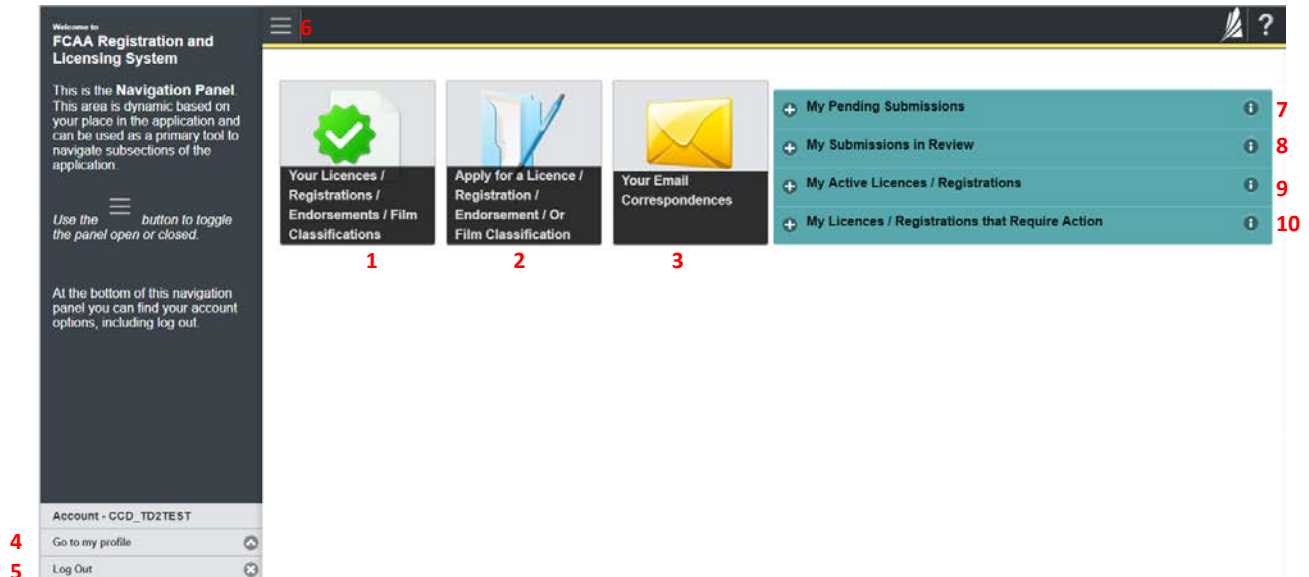 Welcome to
FCAA Registration and
Licensing System
This is the Navigation Panel
This area is dynamic based on
your place in the application and
can be used as a primary tool to
navigate subsections of the
application.
Use the button to toggle
the panel open or closed.
At the bottom of this navigation
panel you can find your account
options, including log out.
Account - CCD_TD2TEST
4 Go to my profile
5 Log Out
6
?
Your Licences /
Registrations /
Endorsements / Film
Classifications
1
Apply for a Licence /
Registration /
Endorsement / Or
Film Classification
2
Your Email
Correspondences
3
My Pending Submissions 7
My Submissions in Review 8
My Active Licences / Registrations 9
My Licences / Registrations that Require Action 10